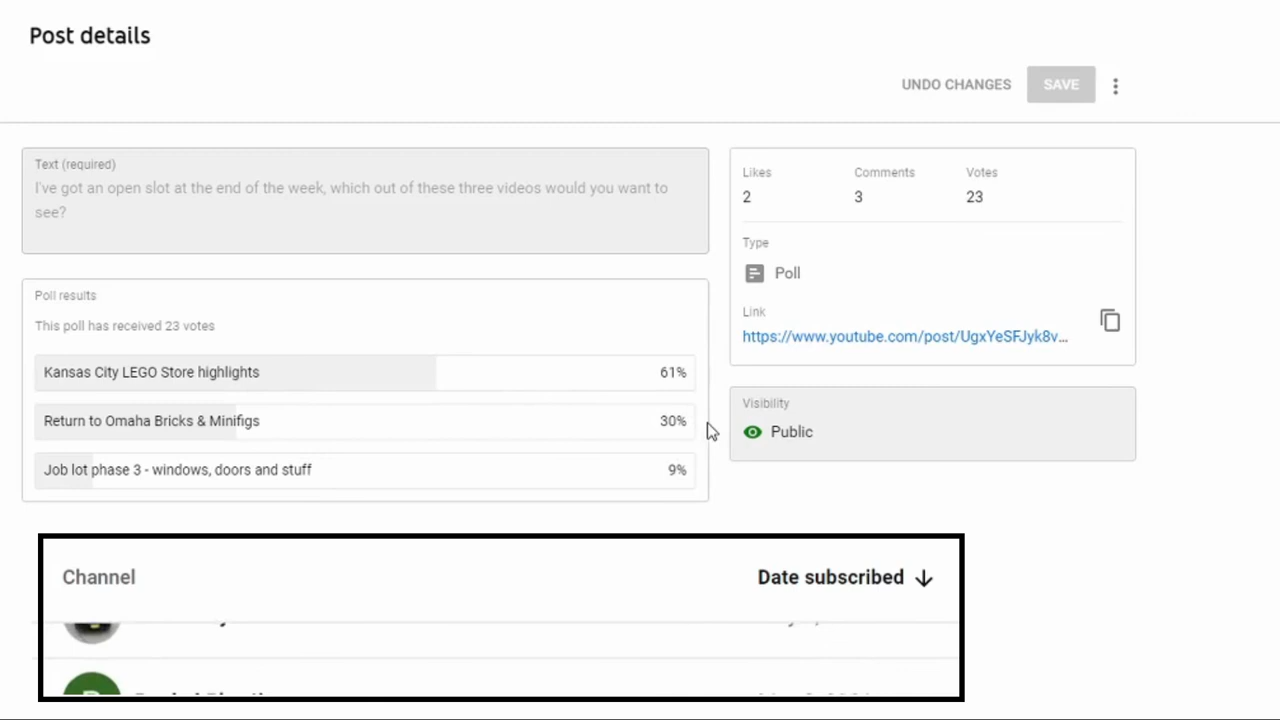 Post details
UNDO CHANGES
SAVE
Text (required)
I've got an open slot at the end of the week, which out of these three videos would you want to
see?
Likes Comments Votes
2 3 23
Type
Poll
Link
https://www.youtube.com/post/UgxYeSFJyk8v...
Poll results
This poll has received 23 votes
Kansas City LEGO Store highlights 61%
Return to Omaha Bricks & Minifigs 30%
Job lot phase 3 - windows, doors and stuff 9%
Visibility
Public
Channel Date subscribed